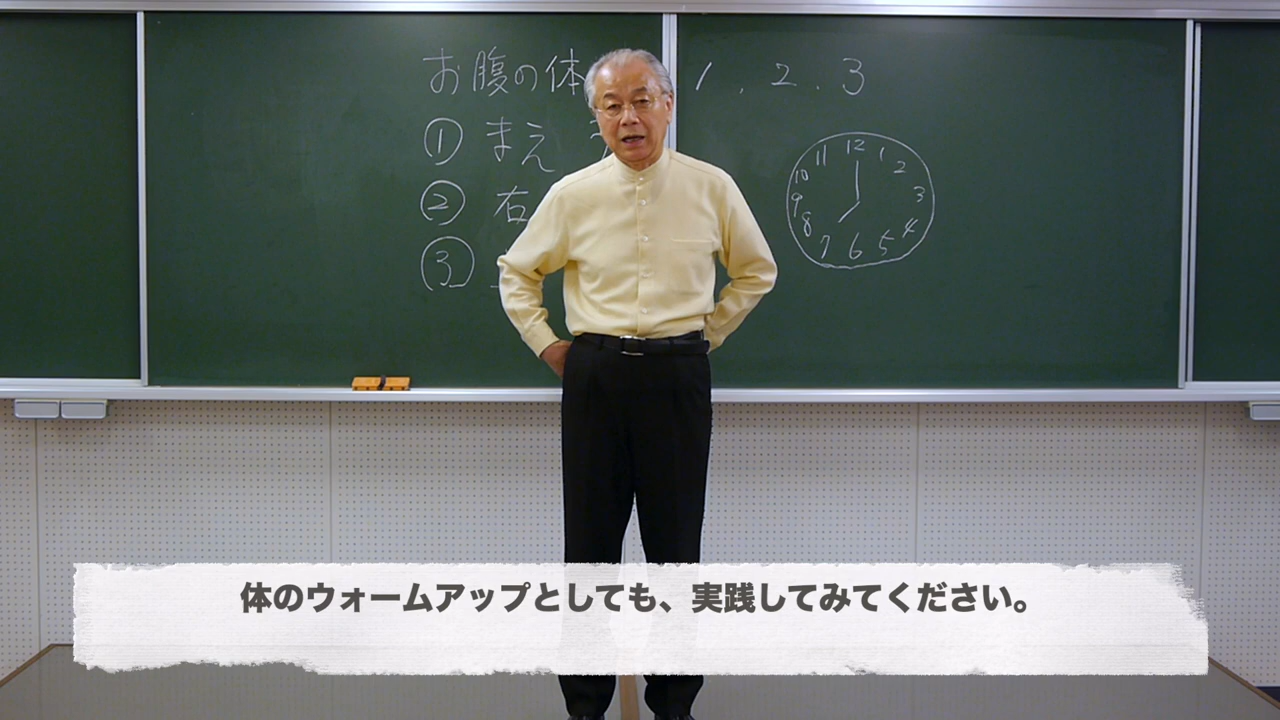 お腹の体 1, 2, 3
① まえ
② 右
③
11 12 1
10 2
9 3
8 4
7 6 5
体のウォームアップとしても、実践してみてください。